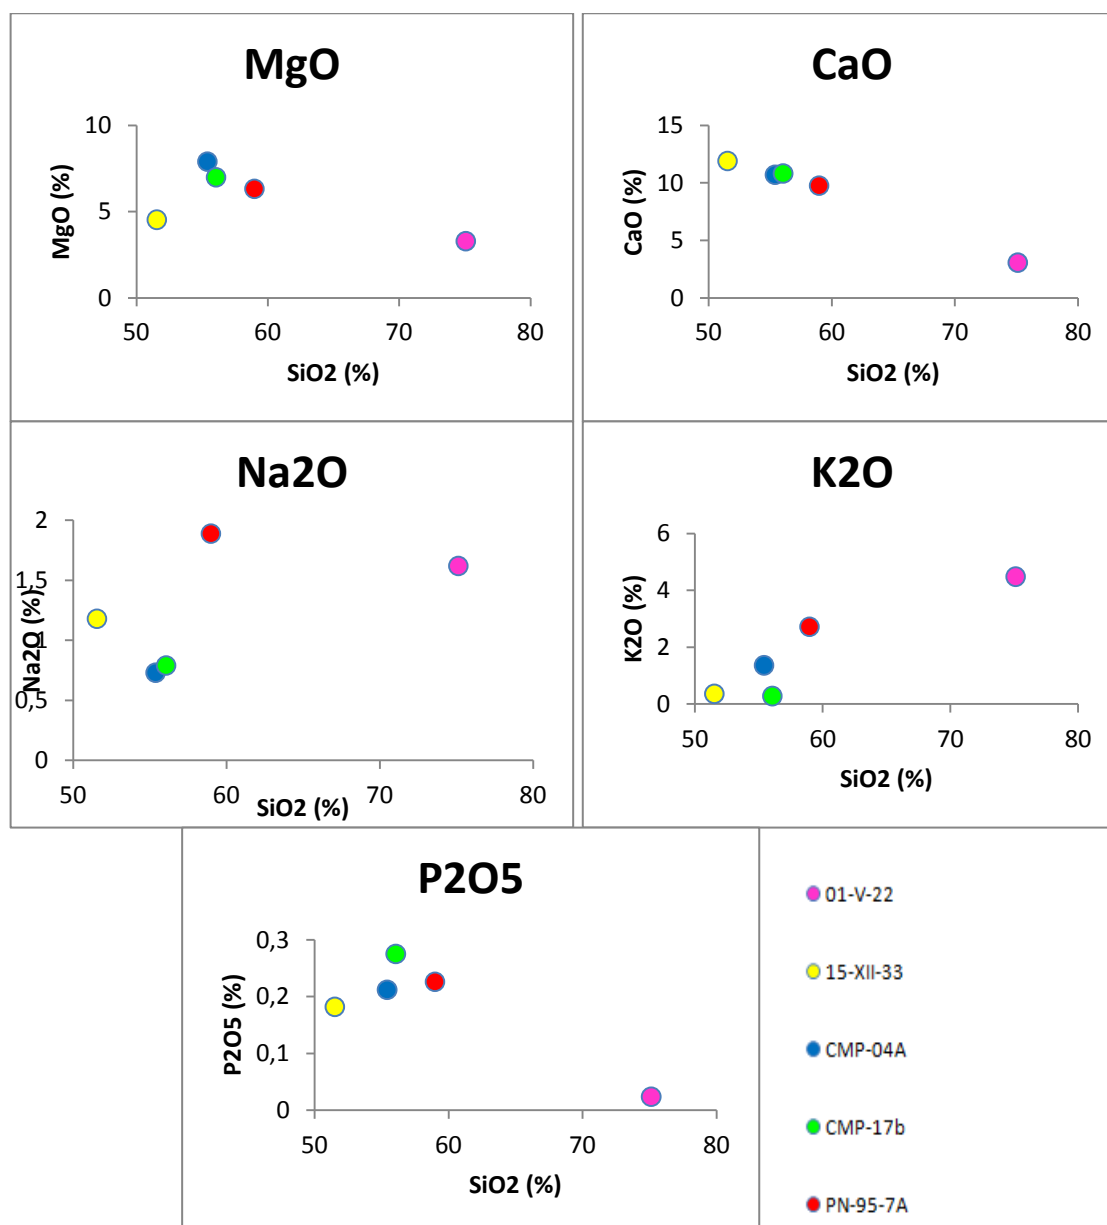 MgO
MgO (%)
10
5
0
50 60 70 80
SiO2 (%)
CaO
CaO (%)
15
10
5
0
50 60 70 80
SiO2 (%)
Na2O
Na2O (%)
2
1,5
1
0,5
0
50 60 70 80
SiO2 (%)
K2O
K2O (%)
6
4
2
0
50 60 70 80
SiO2 (%)
P2O5
P2O5 (%)
0,3
0,2
0,1
0
50 60 70 80
SiO2 (%)
01-V-22
15-XII-33
CMP-04A
CMP-17b
PN-95-7A